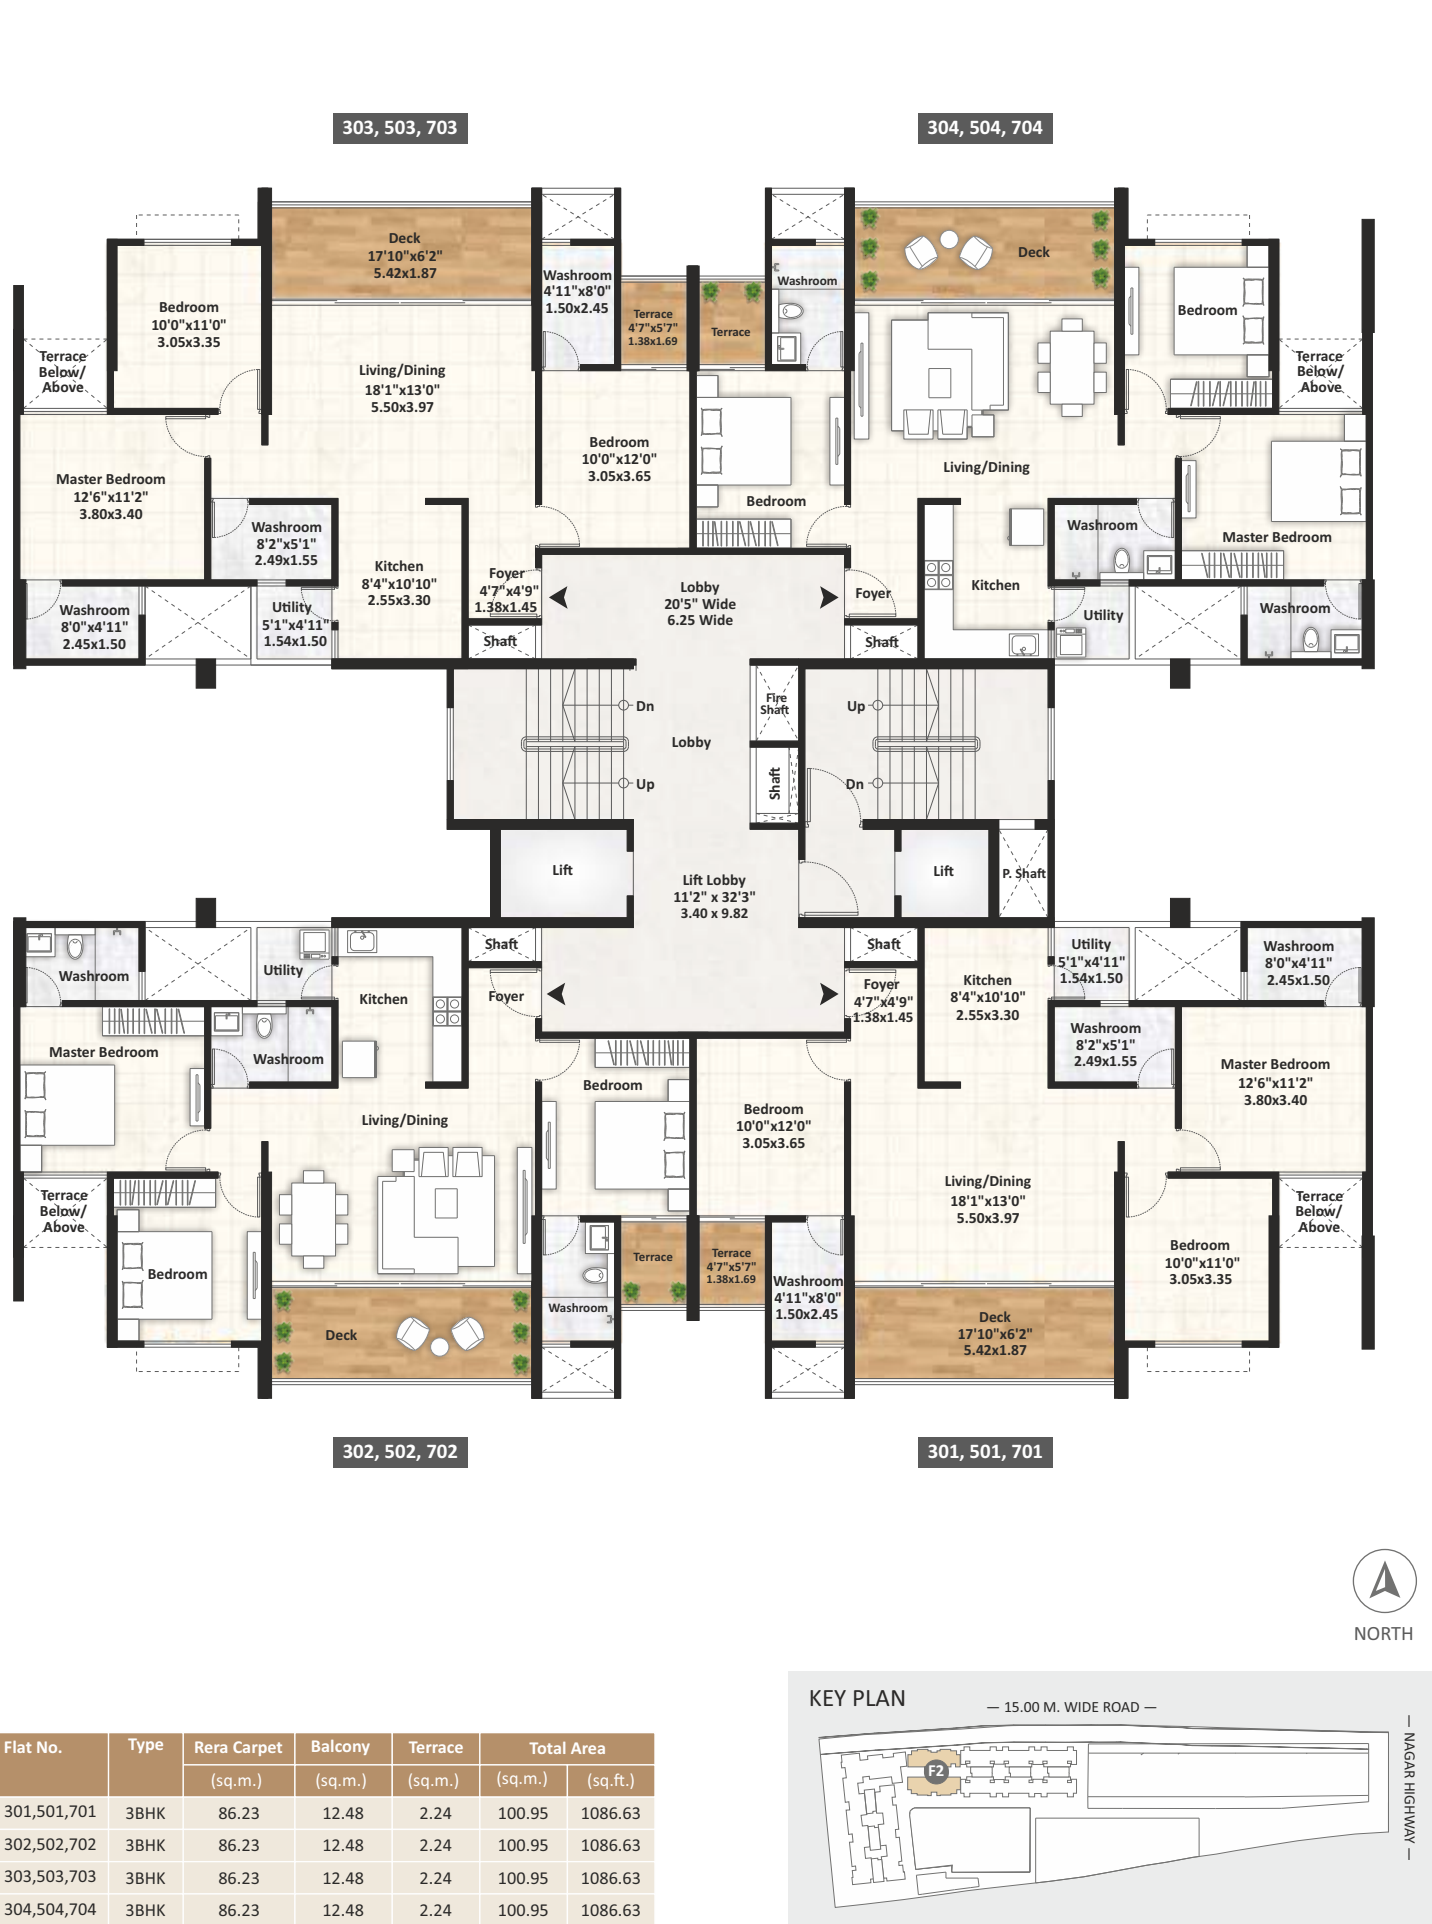 303, 503, 703
304, 504, 704
Deck
17'10"x6'2"
5.42x1.87
Washroom
4'11"x8'0"
1.50x2.45
Terrace
4'7"x5'7"
1.38x1.69
Terrace
Washroom
Deck
Bedroom
10'0"x11'0"
3.05x3.35
Bedroom
Terrace
Below/
Above
Living/Dining
18'1"x13'0"
5.50x3.97
Terrace
Below/
Above
Bedroom
10'0"x12'0"
3.05x3.65
Bedroom
Living/Dining
Master Bedroom
12'6"x11'2"
3.80x3.40
Washroom
8'2"x5'1"
2.49x1.55
Washroom
Master Bedroom
Kitchen
8'4"x10'10"
2.55x3.30
Foyer
4'7"x4'9"
1.38x1.45
Lobby
20'5" Wide
6.25 Wide
Foyer
Kitchen
Washroom
8'0"x4'11"
2.45x1.50
Utility
5'1"x4'11"
1.54x1.50
Utility
Washroom
Shaft
Shaft
Dn
Fire
Shaft
Up
Lobby
Up
Shaft
Dn
Lift
Lift Lobby
11'2" x 32'3"
3.40 x 9.82
Lift
P. Shaft
Washroom
Utility
Shaft
Shaft
Utility
5'1"x4'11"
1.54x1.50
Washroom
8'0"x4'11"
2.45x1.50
Kitchen
Foyer
Foyer
4'7"x4'9"
1.38x1.45
Kitchen
8'4"x10'10"
2.55x3.30
Master Bedroom
Washroom
Washroom
8'2"x5'1"
2.49x1.55
Master Bedroom
12'6"x11'2"
3.80x3.40
Bedroom
Bedroom
10'0"x12'0"
3.05x3.65
Living/Dining
Living/Dining
18'1"x13'0"
5.50x3.97
Terrace
Below/
Above
Terrace
Below/
Above
Bedroom
Terrace
Terrace
4'7"x5'7"
1.38x1.69
Bedroom
10'0"x11'0"
3.05x3.35
Washroom
Washroom
4'11"x8'0"
1.50x2.45
Deck
Deck
17'10"x6'2"
5.42x1.87
302, 502, 702
301, 501, 701
NORTH
KEY PLAN
— 15.00 M. WIDE ROAD —
— NAGAR HIGHWAY —
F2
Flat No. Type Rera Carpet Balcony Terrace Total Area
(sq.m.) (sq.m.) (sq.m.) (sq.m.) (sq.ft.)
301,501,701 3BHK 86.23 12.48 2.24 100.95 1086.63
302,502,702 3BHK 86.23 12.48 2.24 100.95 1086.63
303,503,703 3BHK 86.23 12.48 2.24 100.95 1086.63
304,504,704 3BHK 86.23 12.48 2.24 100.95 1086.63